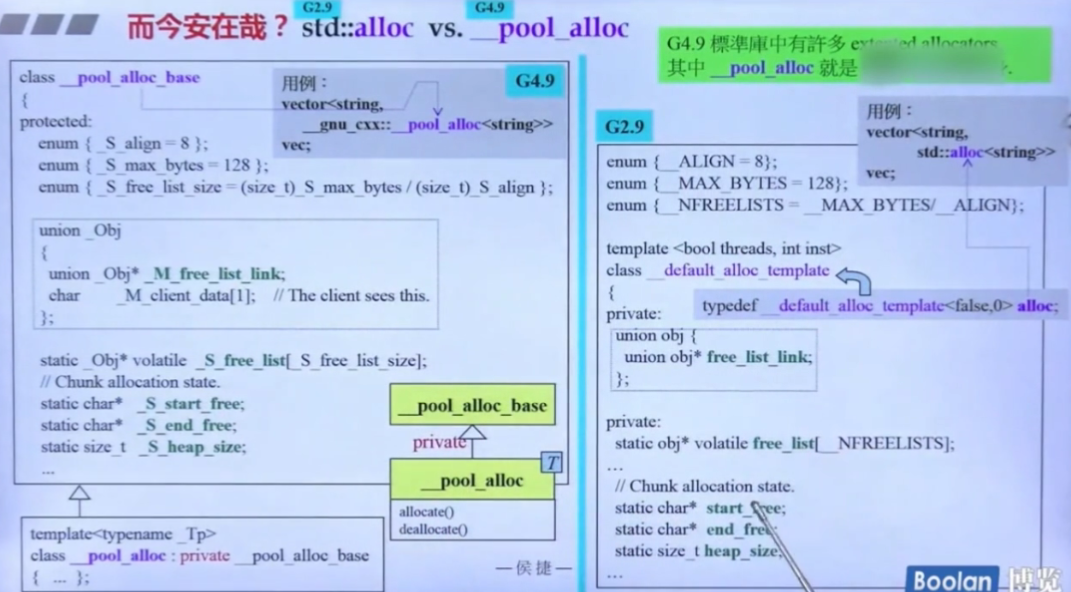 而今安在哉？ std::alloc vs. __pool_alloc
G2.9
G4.9
G4.9 標準庫中有許多 extented allocators
其中 __pool_alloc 就是
class __pool_alloc_base
{
protected:
enum { _S_align = 8 };
enum { _S_max_bytes = 128 };
enum { _S_free_list_size = (size_t)_S_max_bytes / (size_t)_S_align };
union _Obj
{
union _Obj* _M_free_list_link;
char _M_client_data[1]; // The client sees this.
};
static _Obj* volatile _S_free_list[_S_free_list_size];
// Chunk allocation state.
static char* _S_start_free;
static char* _S_end_free;
static size_t _S_heap_size;
...
用例：
vector<string,
__gnu_cxx::__pool_alloc<string>>
vec;
G4.9
template<typename _Tp>
class __pool_alloc : private __pool_alloc_base
{ ... };
__pool_alloc_base
private
T
__pool_alloc
allocate()
deallocate()
—侯捷—
G2.9
用例：
vector<string,
std::alloc<string>>
vec;
enum {__ALIGN = 8};
enum {__MAX_BYTES = 128};
enum {__NFREELISTS = __MAX_BYTES/__ALIGN};
template <bool threads, int inst>
class __default_alloc_template
{
typedef __default_alloc_template<false,0> alloc;
private:
union obj {
union obj* free_list_link;
};
private:
static obj* volatile free_list[__NFREELISTS];
...
// Chunk allocation state.
static char* start_free;
static char* end_free;
static size_t heap_size;
...
Boolan 博览